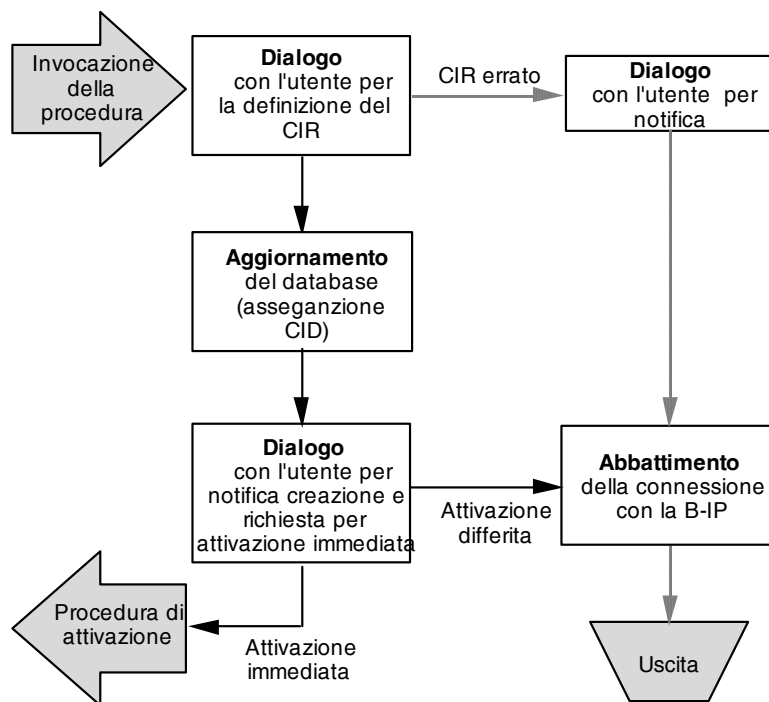 Invocazione
della
procedura
Dialogo
con l'utente per
la definizione del
CIR
CIR errato
Dialogo
con l'utente per
notifica
Aggiornamento
del database
(asseganzione
CID)
Dialogo
con l'utente per
notifica creazione e
richiesta per
attivazione immediata
Attivazione
differita
Abbattimento
della connessione
con la B-IP
Procedura di
attivazione
Attivazione
immediata
Uscita